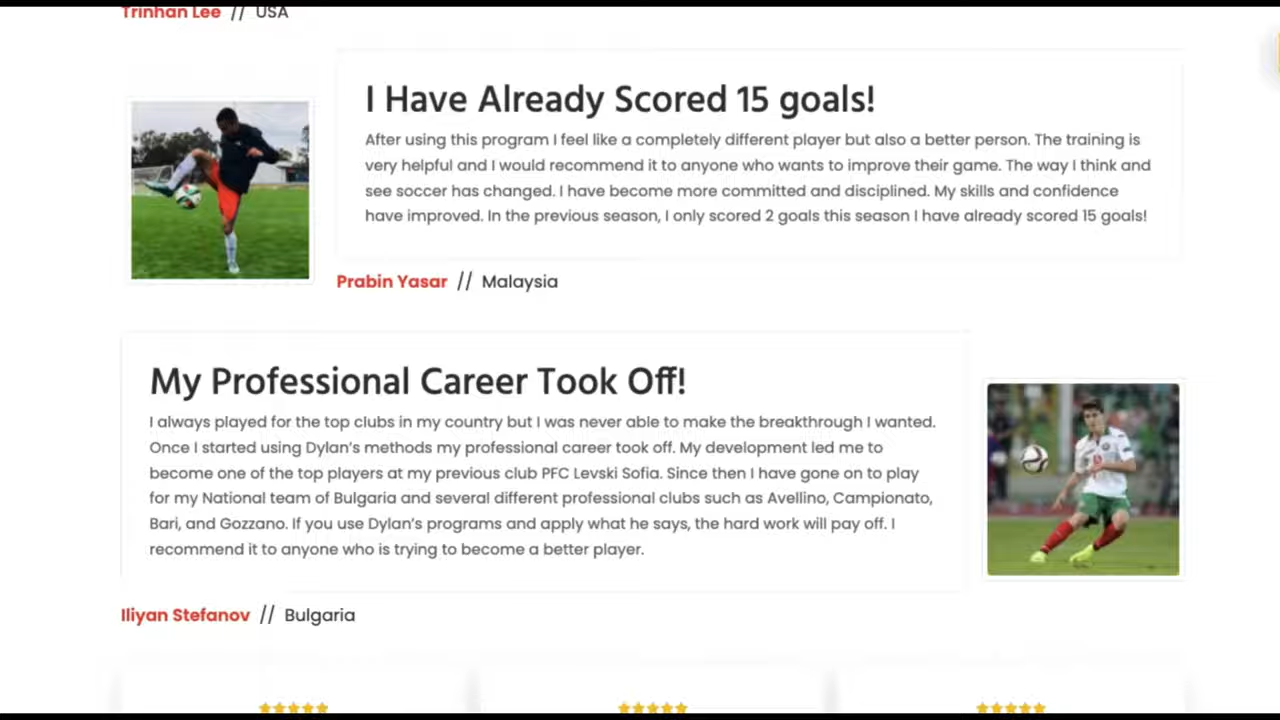 Trinhan Lee // USA
I Have Already Scored 15 goals!
After using this program I feel like a completely different player but also a better person. The training is
very helpful and I would recommend it to anyone who wants to improve their game. The way I think and
see soccer has changed. I have become more committed and disciplined. My skills and confidence
have improved. In the previous season, I only scored 2 goals this season I have already scored 15 goals!
Prabin Yasar // Malaysia
My Professional Career Took Off!
I always played for the top clubs in my country but I was never able to make the breakthrough I wanted.
Once I started using Dylan's methods my professional career took off. My development led me to
become one of the top players at my previous club PFC Levski Sofia. Since then I have gone on to play
for my National team of Bulgaria and several different professional clubs such as Avellino, Campionato,
Bari, and Gozzano. If you use Dylan's programs and apply what he says, the hard work will pay off. I
recommend it to anyone who is trying to become a better player.
Iliyan Stefanov // Bulgaria